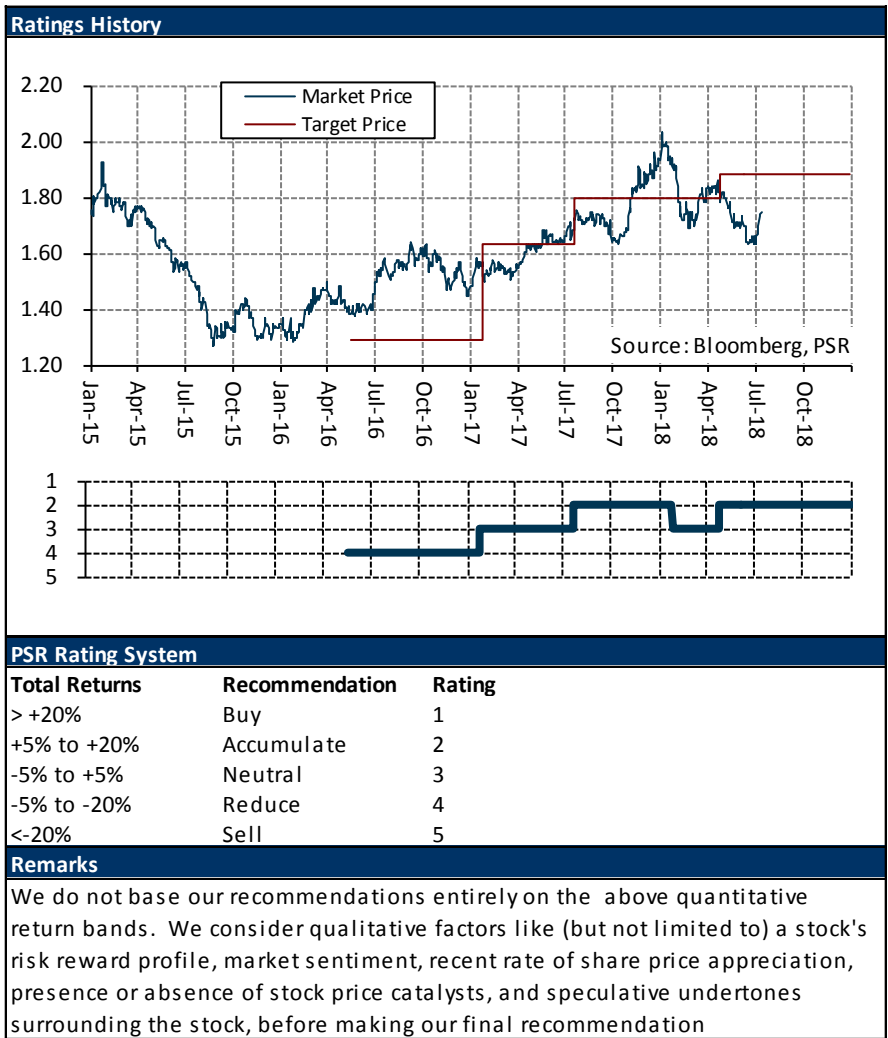 Ratings History
2.20
2.00
1.80
1.60
1.40
1.20
Market Price
Target Price
Source: Bloomberg, PSR
Jan-15
Apr-15
Jul-15
Oct-15
Jan-16
Apr-16
Jul-16
Oct-16
Jan-17
Apr-17
Jul-17
Oct-17
Jan-18
Apr-18
Jul-18
Oct-18
1
2
3
4
5
PSR Rating System
Total Returns Recommendation Rating
> +20% Buy 1
+5% to +20% Accumulate 2
-5% to +5% Neutral 3
-5% to -20% Reduce 4
<-20% Sell 5
Remarks
We do not base our recommendations entirely on the above quantitative
return bands. We consider qualitative factors like (but not limited to) a stock's
risk reward profile, market sentiment, recent rate of share price appreciation,
presence or absence of stock price catalysts, and speculative undertones
surrounding the stock, before making our final recommendation